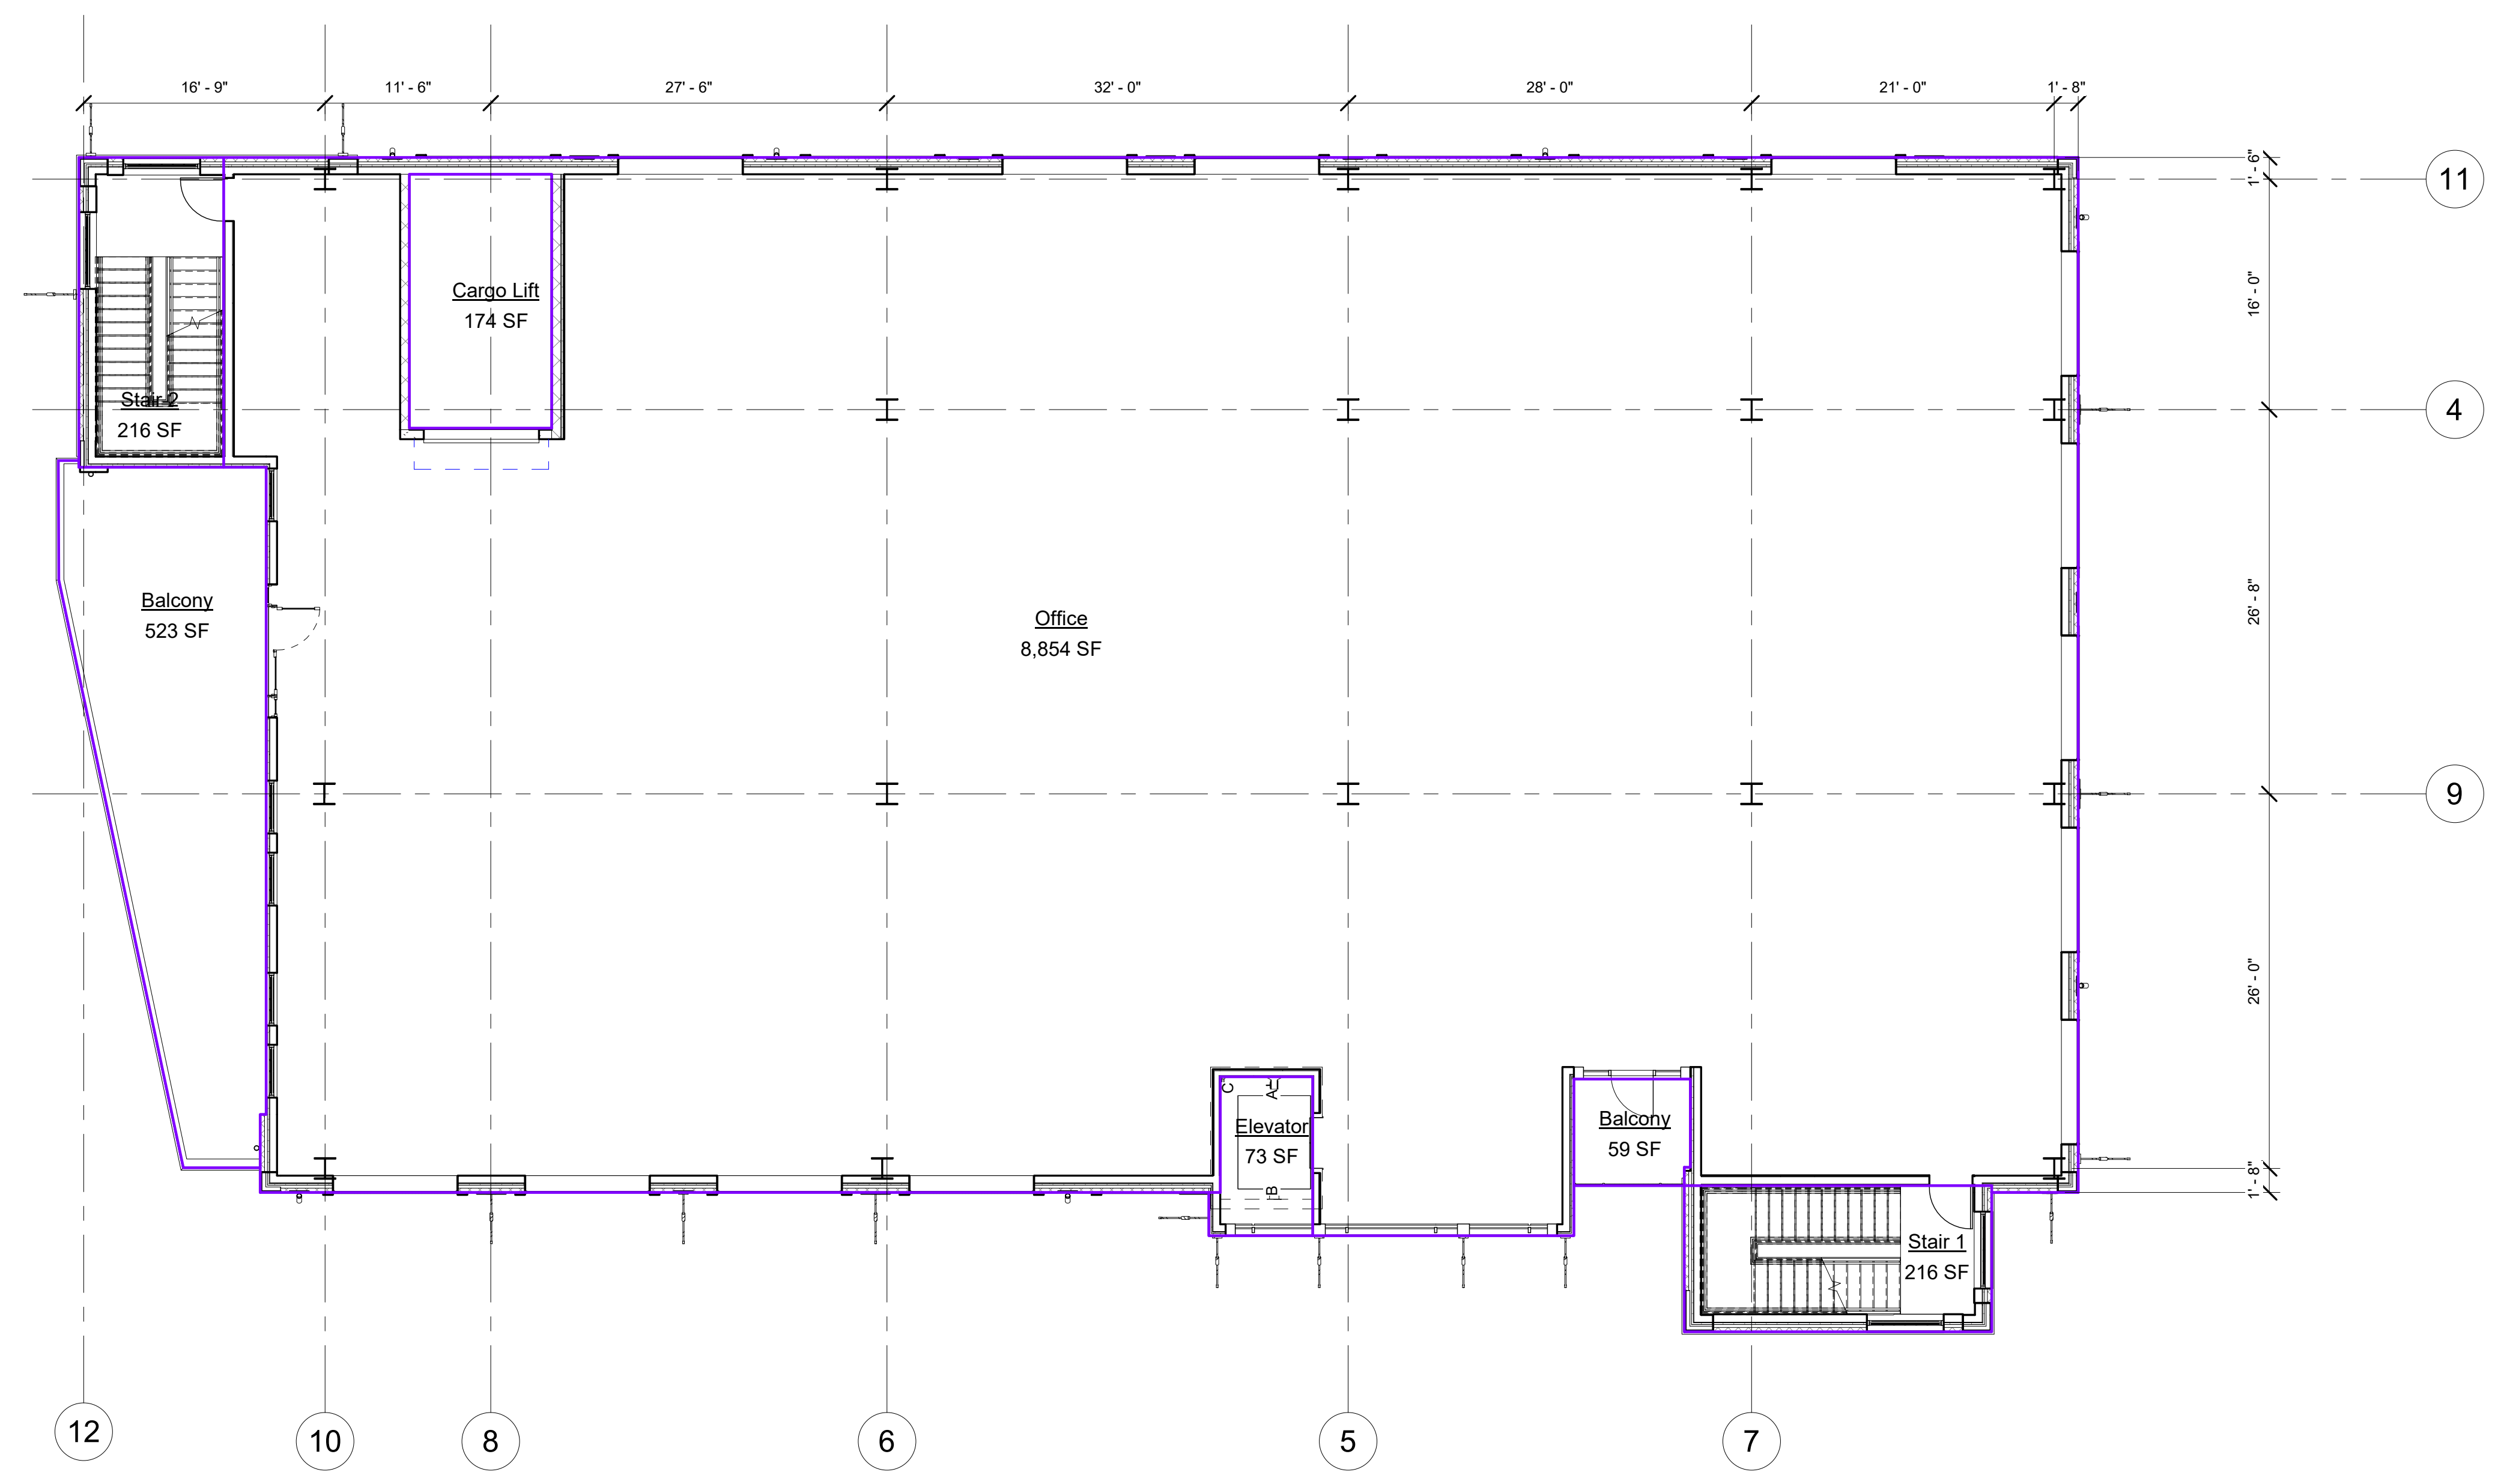 16' - 9"
11' - 6"
27' - 6"
32' - 0"
28' - 0"
21' - 0"
1' - 8"
1' - 6"
11
16' - 0"
Cargo Lift
174 SF
Stair 2
216 SF
4
26' - 8"
Balcony
523 SF
Office
8,854 SF
9
26' - 0"
C
A
Elevator
73 SF
B
Balcony
59 SF
1' - 8"
Stair 1
216 SF
12
10
8
6
5
7